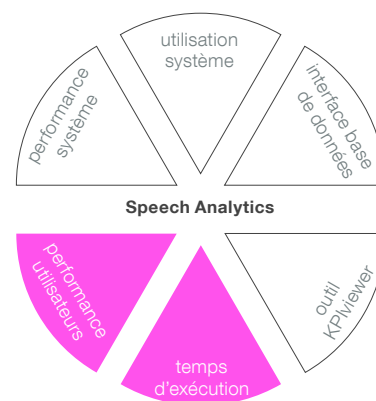 utilisation
système
performance
système
interface base
de données
Speech Analytics
performance
utilisateurs
temps
d'exécution
outil
KPIviewer